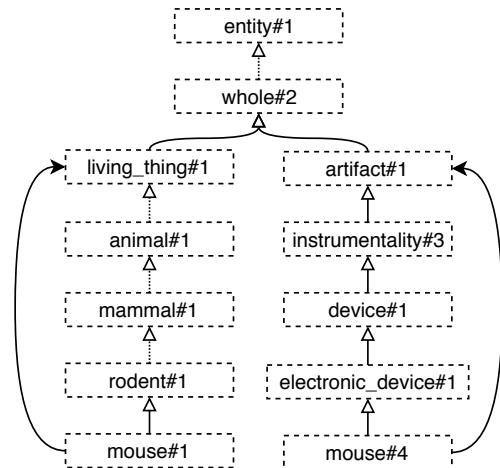 entity#1
whole#2
living_thing#1
artifact#1
animal#1
instrumentality#3
mammal#1
device#1
rodent#1
electronic_device#1
mouse#1
mouse#4